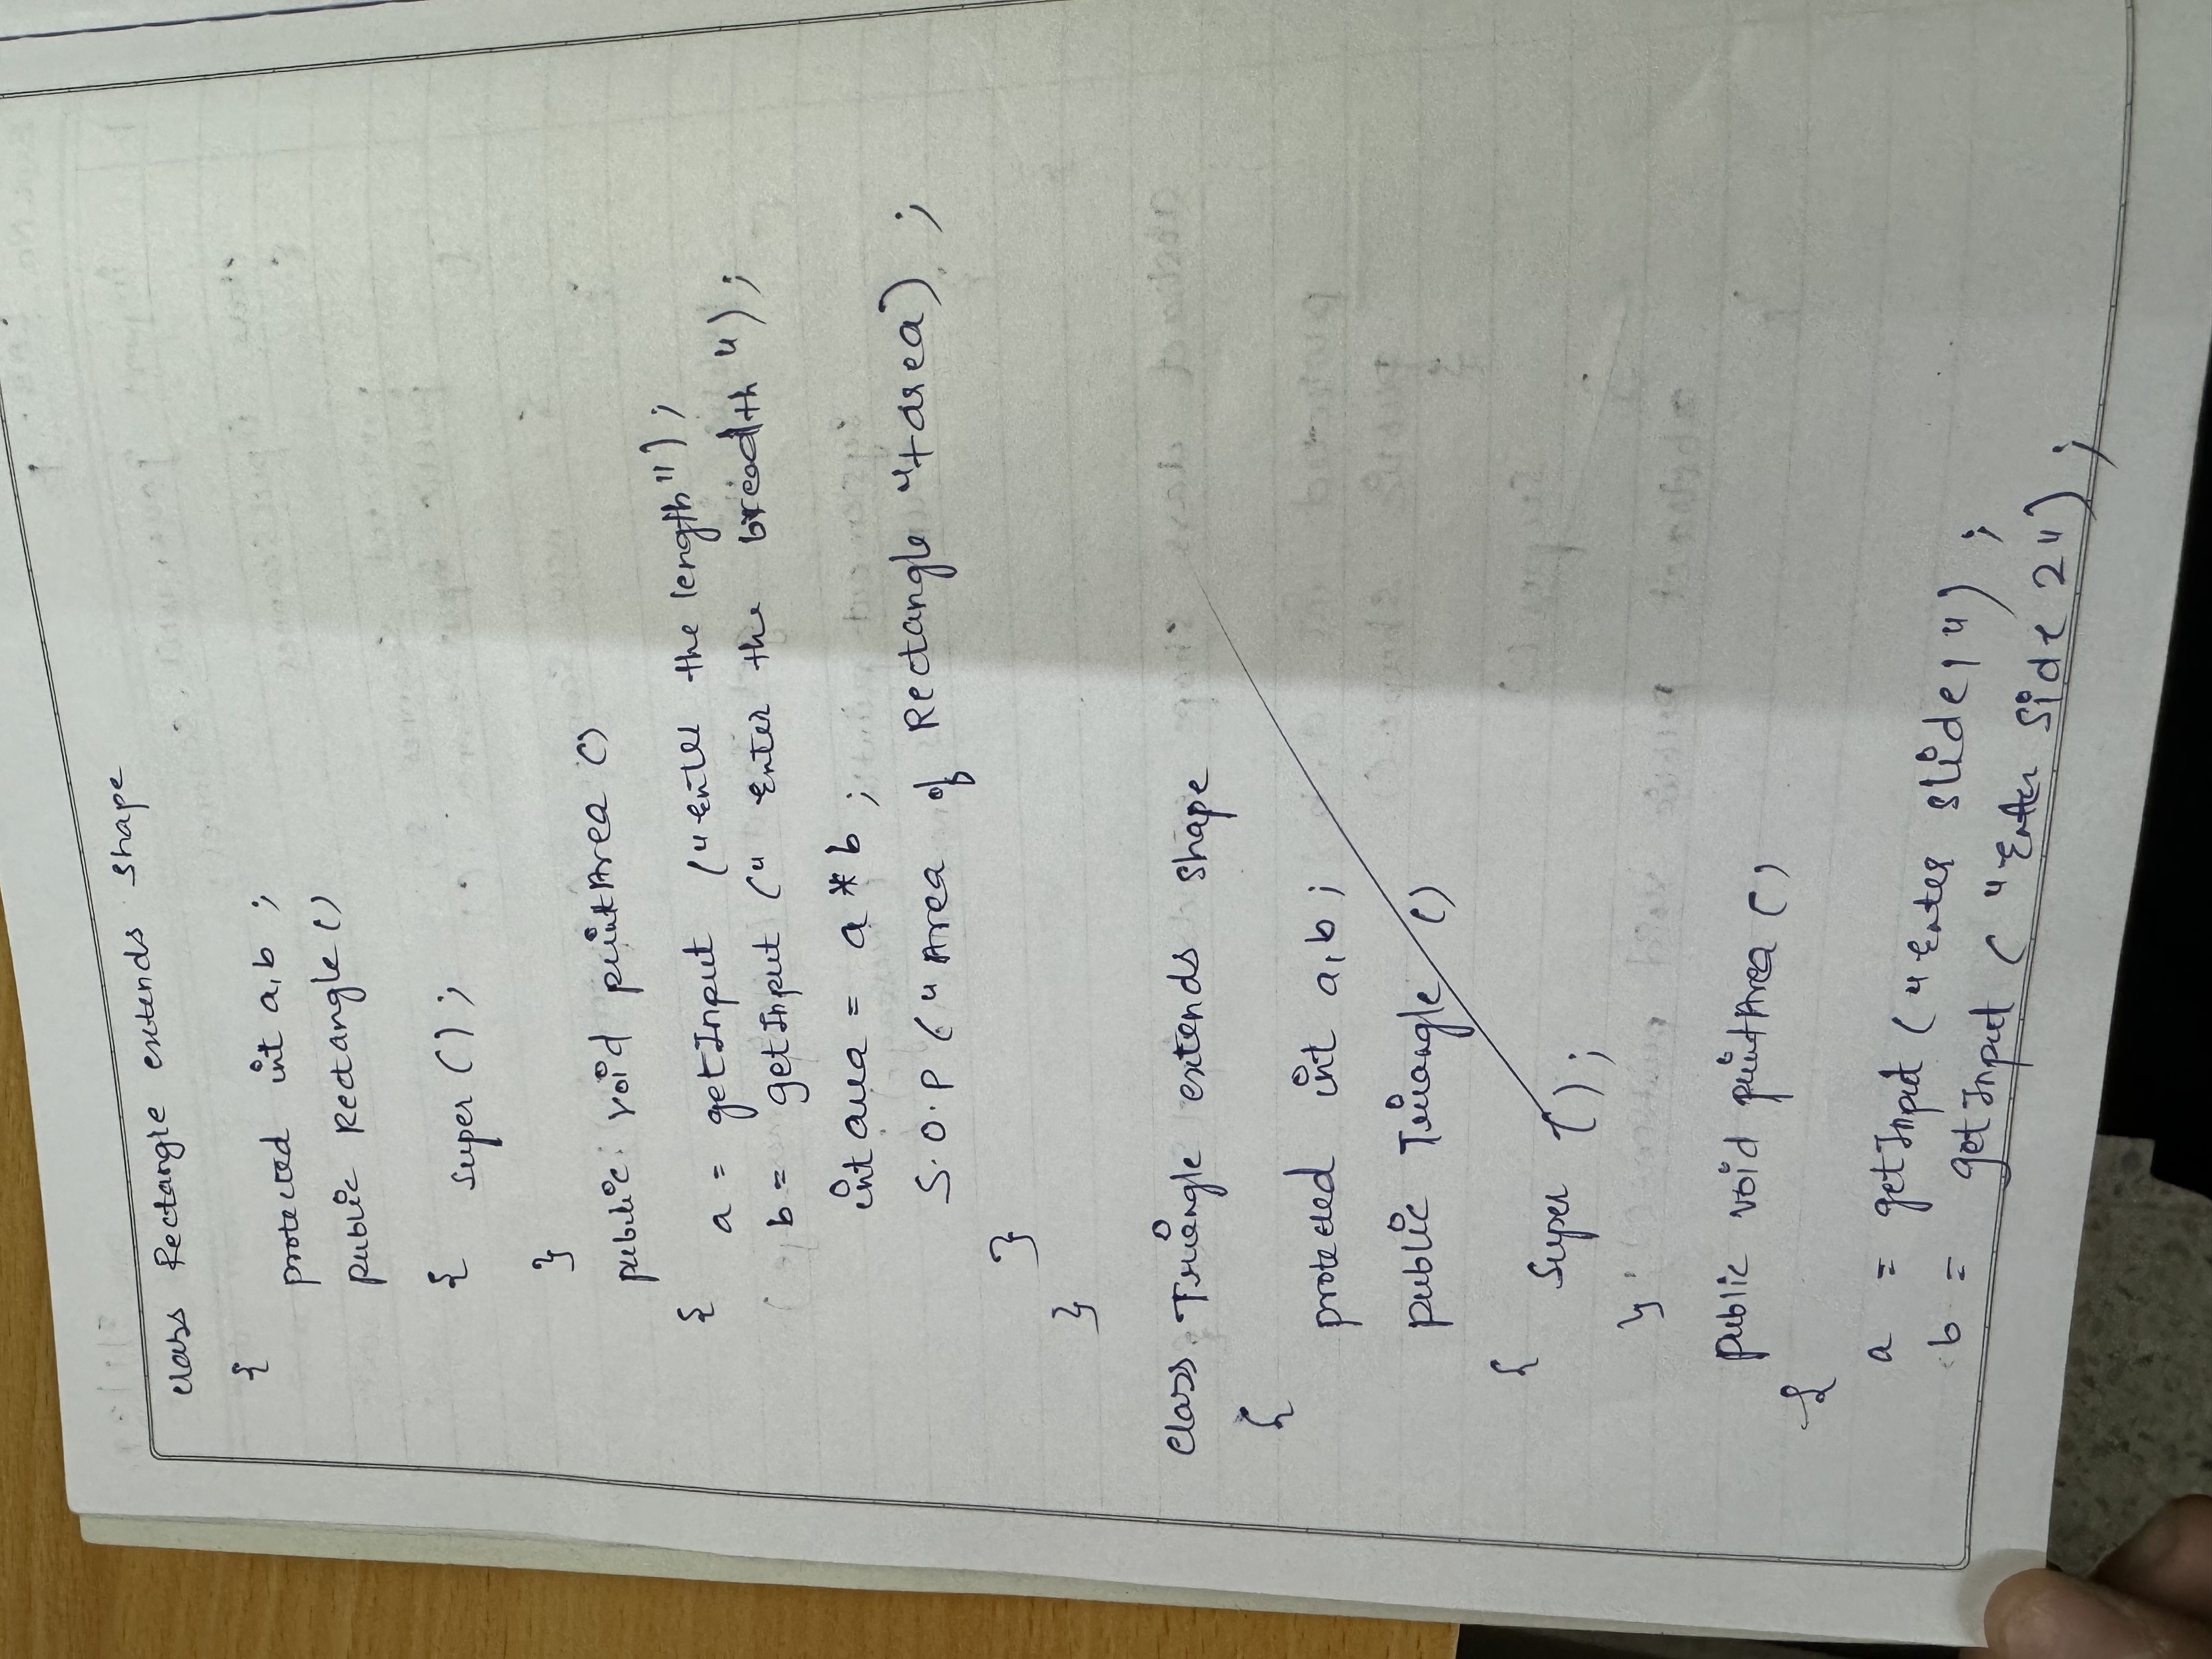 class Rectangle extends Shape
{
protected int a,b ;
public Rectangle ()
{ super () ;
}
public void printArea ()
{ a = getInput ("Enter the length") ;
b = getInput (" Enter the breadth ") ;
int area = a * b ;
S.O.P (" Area of Rectangle "+area) ;
}
}
class Triangle extends Shape
{
protected int a,b ;
public Triangle ()
{ Super () ;
}
public void printArea ()
{
a = getInput ("Enter slide1") ;
b = getInput ("Enter Side 2") ;